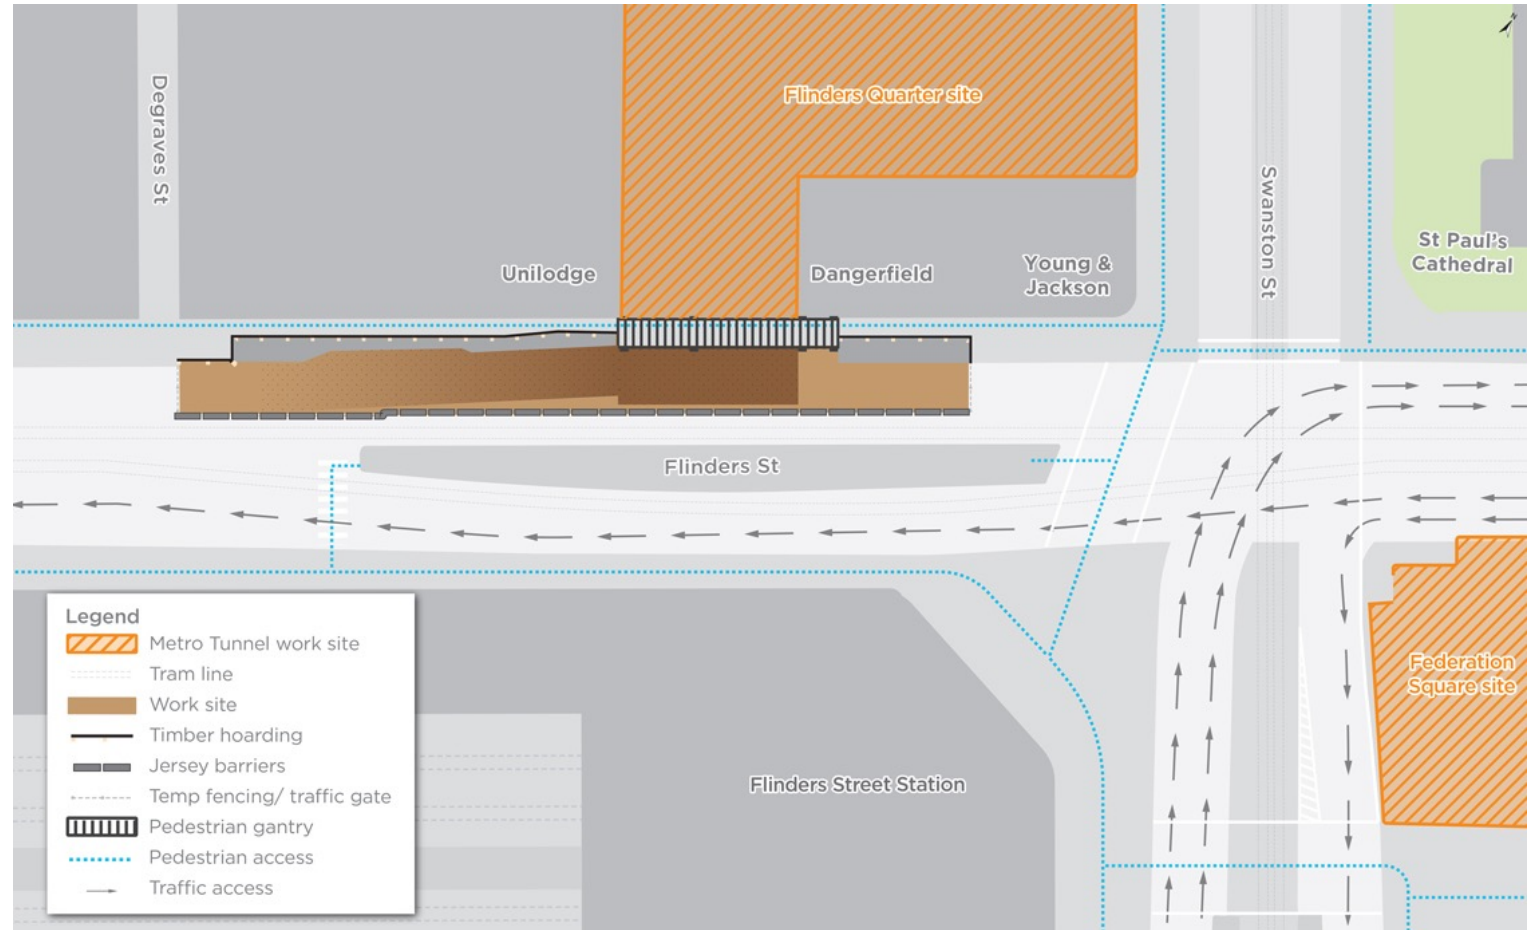 N
Degraves St
Flinders Quarter site
Swanston St
St Paul's
Cathedral
Unilodge
Dangerfield
Young &
Jackson
Flinders St
Legend
Metro Tunnel work site
Tram line
Work site
Timber hoarding
Jersey barriers
Temp fencing/ traffic gate
Pedestrian gantry
Pedestrian access
Traffic access
Flinders Street Station
Federation
Square site